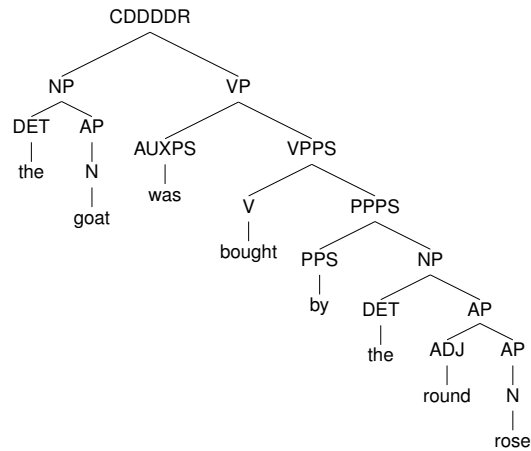 CDDDDR
NP VP
DET AP AUXPS VPPS
the N was V PPPS
goat bought PPS NP
by DET AP
the ADJ AP
round N
rose